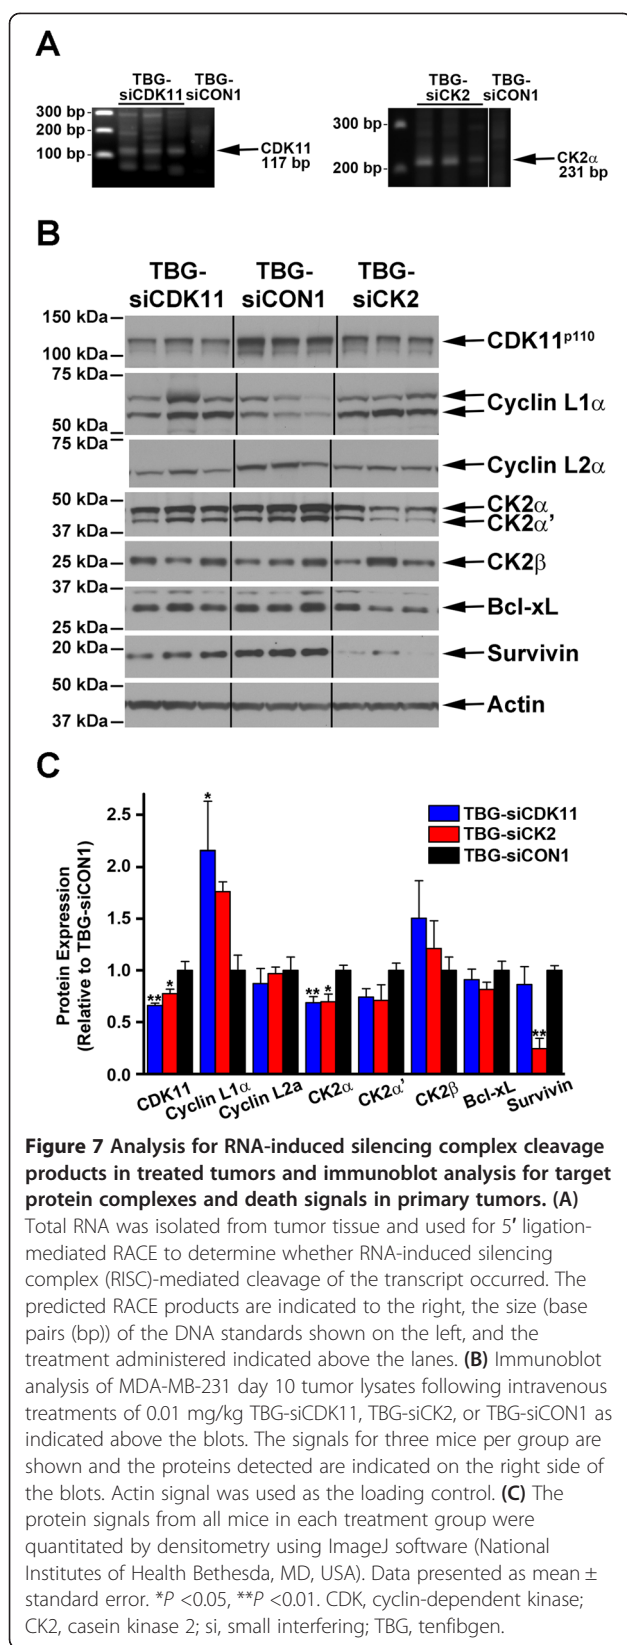 A
TBG-
siCDK11
TBG-
siCON1
300 bp
200 bp
100 bp
CDK11
117 bp
TBG-
siCK2
TBG-
siCON1
300 bp
200 bp
CK2α
231 bp
B
TBG-
siCDK11
TBG-
siCON1
TBG-
siCK2
150 kDa
100 kDa
CDK11p110
75 kDa
50 kDa
Cyclin L1α
75 kDa
Cyclin L2α
50 kDa
37 kDa
CK2α
CK2α'
25 kDa
CK2β
37 kDa
25 kDa
Bcl-xL
20 kDa
Survivin
50 kDa
37 kDa
Actin
C
Protein Expression
(Relative to TBG-siCON1)
2.5
2.0
1.5
1.0
0.5
0.0
TBG-siCDK11
TBG-siCK2
TBG-siCON1
**
*
*
**
*
**
CDK11
Cyclin L1α
Cyclin L2a
CK2α
CK2α'
CK2β
Bcl-xL
Survivin
Figure 7 Analysis for RNA-induced silencing complex cleavage
products in treated tumors and immunoblot analysis for target
protein complexes and death signals in primary tumors. (A)
Total RNA was isolated from tumor tissue and used for 5′ ligation-
mediated RACE to determine whether RNA-induced silencing
complex (RISC)-mediated cleavage of the transcript occurred. The
predicted RACE products are indicated to the right, the size (base
pairs (bp)) of the DNA standards shown on the left, and the
treatment administered indicated above the lanes. (B) Immunoblot
analysis of MDA-MB-231 day 10 tumor lysates following intravenous
treatments of 0.01 mg/kg TBG-siCDK11, TBG-siCK2, or TBG-siCON1 as
indicated above the blots. The signals for three mice per group are
shown and the proteins detected are indicated on the right side of
the blots. Actin signal was used as the loading control. (C) The
protein signals from all mice in each treatment group were
quantitated by densitometry using ImageJ software (National
Institutes of Health Bethesda, MD, USA). Data presented as mean ±
standard error. *P <0.05, **P <0.01. CDK, cyclin-dependent kinase;
CK2, casein kinase 2; si, small interfering; TBG, tenfibgen.